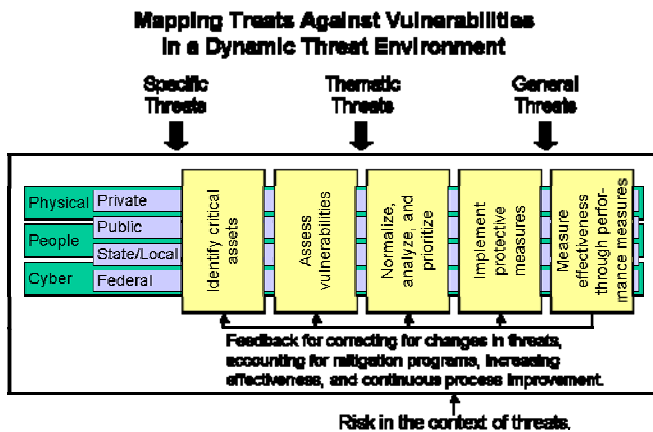 Mapping Treats Against Vulnerabilities
in a Dynamic Threat Environment
Specific
Threats
Thematic
Threats
General
Threats
Physical
People
Cyber
Private
Public
State/Local
Federal
Identify critical
assets
Assess
vulnerabilities
Normalize,
analyze, and
prioritize
Implement
protective
measures
Measure
effectiveness
through perfor-
mance measures
Feedback for correcting for changes in threats,
accounting for mitigation programs, increasing
effectiveness, and continuous process improvement.
Risk in the context of threats.